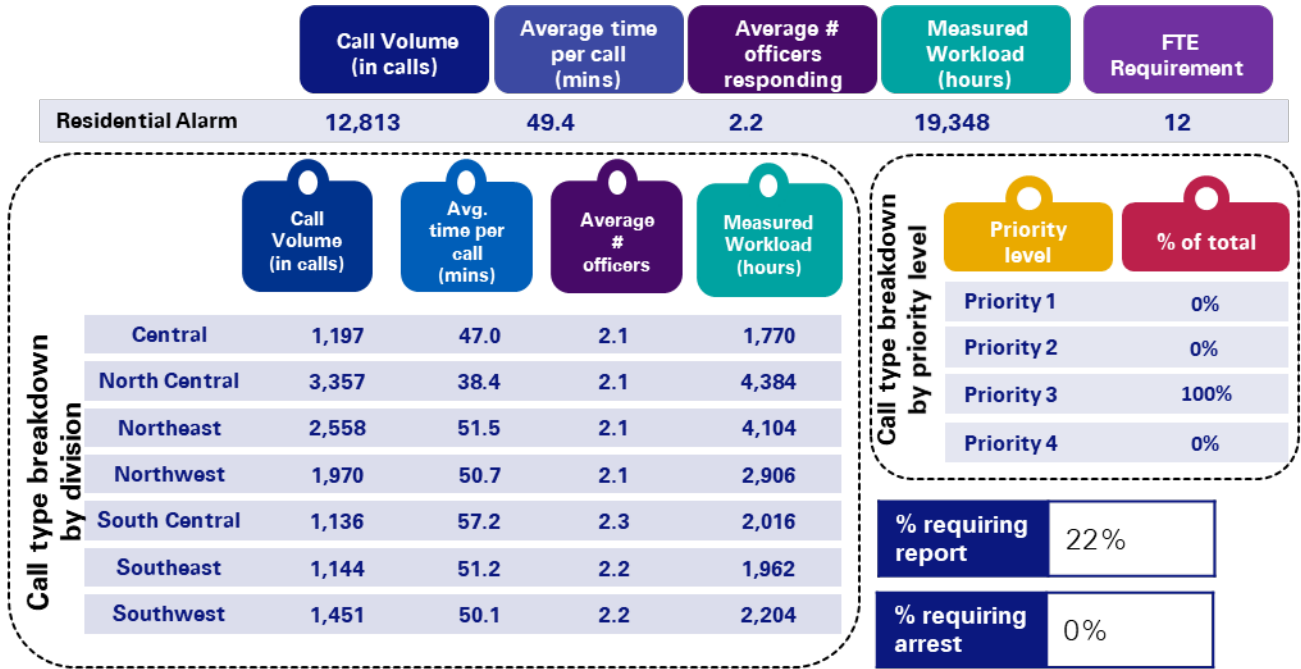 Call Volume
(in calls)
Average time
per call
(mins)
Average #
officers
responding
Measured
Workload
(hours)
FTE
Requirement
Residential Alarm 12,813 49.4 2.2 19,348 12
Call type breakdown
by division
Call
Volume
(in calls)
Avg.
time per
call
(mins)
Average
#
officers
Measured
Workload
(hours)
Central 1,197 47.0 2.1 1,770
North Central 3,357 38.4 2.1 4,384
Northeast 2,558 51.5 2.1 4,104
Northwest 1,970 50.7 2.1 2,906
South Central 1,136 57.2 2.3 2,016
Southeast 1,144 51.2 2.2 1,962
Southwest 1,451 50.1 2.2 2,204
Call type breakdown
by priority level
Priority
level
% of total
Priority 1 0%
Priority 2 0%
Priority 3 100%
Priority 4 0%
% requiring
report
22%
% requiring
arrest
0%